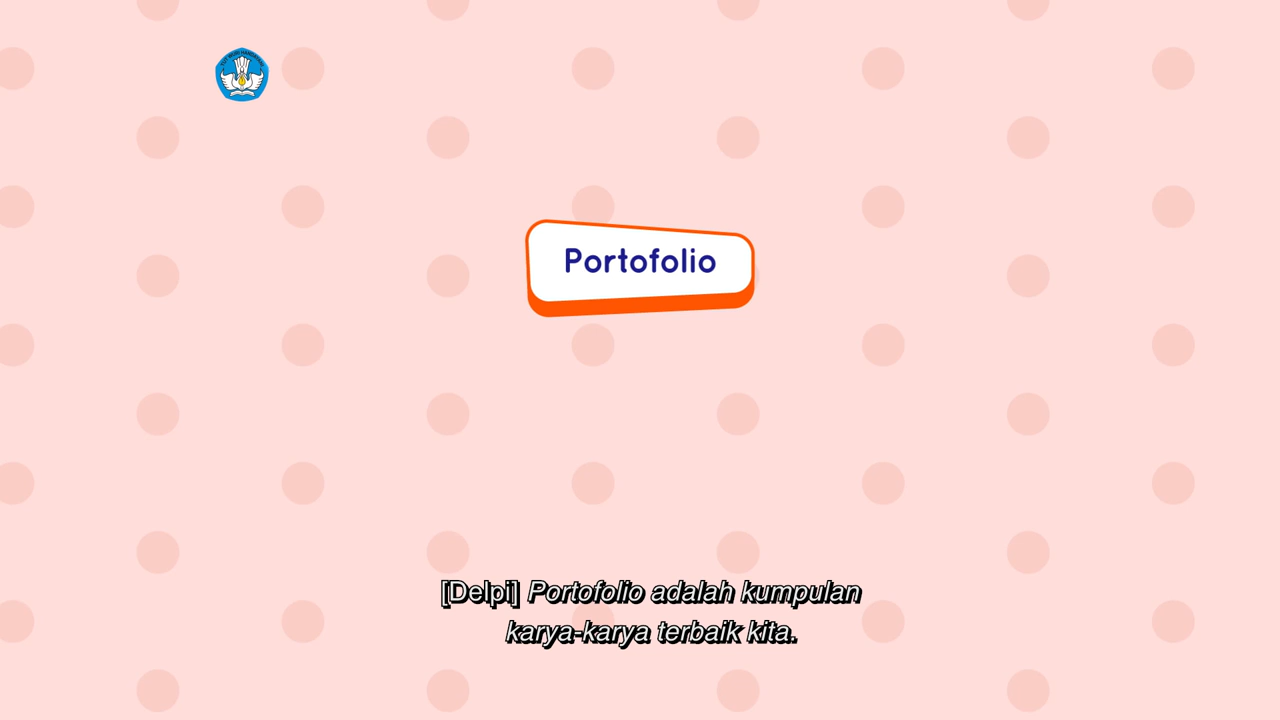 Portofolio
[Delpi] Portofolio adalah kumpulan
karya-karya terbaik kita.